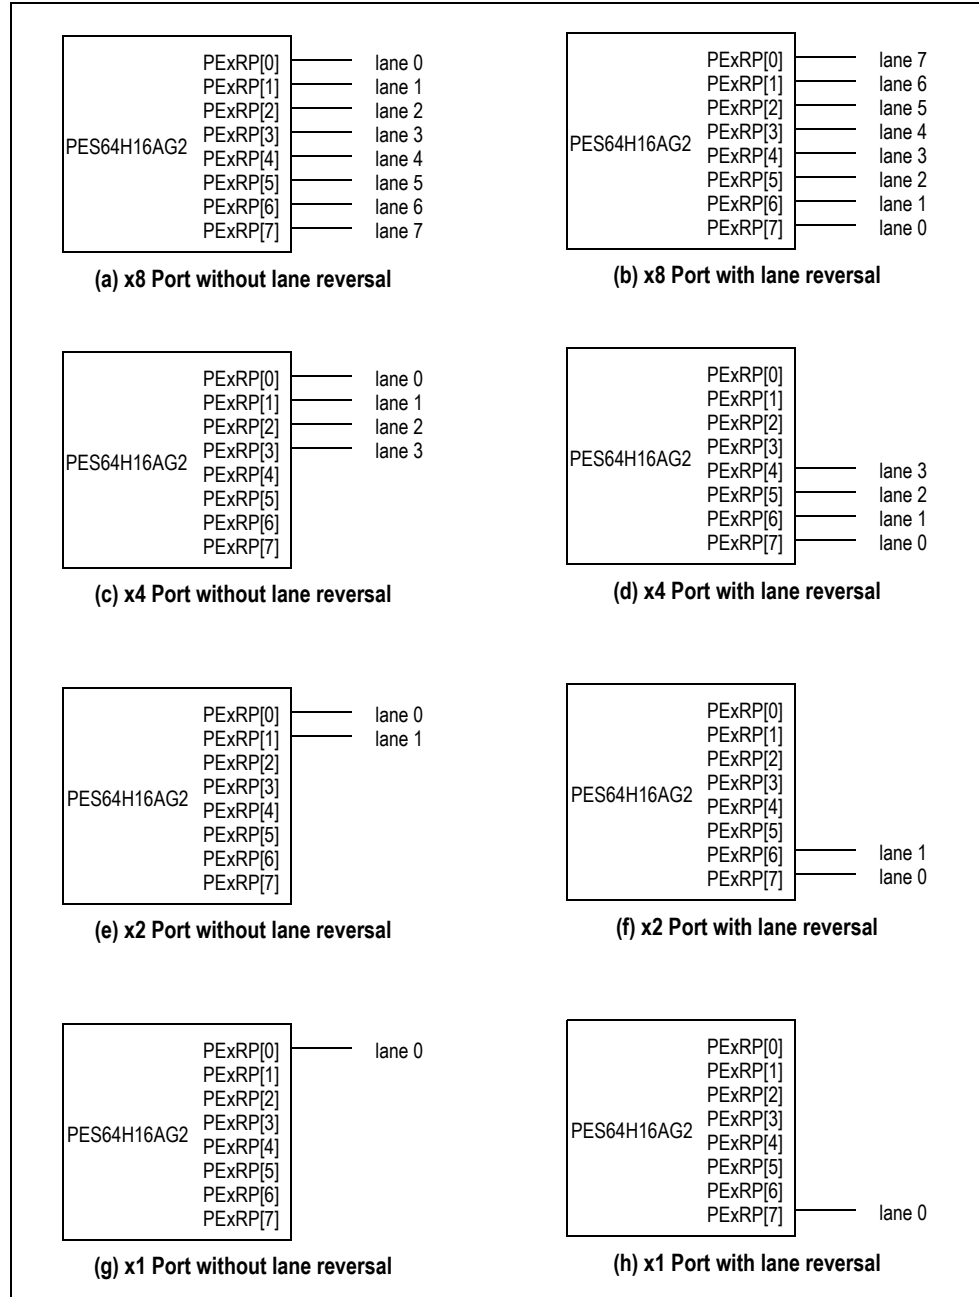 PES64H16AG2
PExRP[0] lane 0
PExRP[1] lane 1
PExRP[2] lane 2
PExRP[3] lane 3
PExRP[4] lane 4
PExRP[5] lane 5
PExRP[6] lane 6
PExRP[7] lane 7
(a) x8 Port without lane reversal
PES64H16AG2
PExRP[0] lane 7
PExRP[1] lane 6
PExRP[2] lane 5
PExRP[3] lane 4
PExRP[4] lane 3
PExRP[5] lane 2
PExRP[6] lane 1
PExRP[7] lane 0
(b) x8 Port with lane reversal
PES64H16AG2
PExRP[0] lane 0
PExRP[1] lane 1
PExRP[2] lane 2
PExRP[3] lane 3
PExRP[4]
PExRP[5]
PExRP[6]
PExRP[7]
(c) x4 Port without lane reversal
PES64H16AG2
PExRP[0]
PExRP[1]
PExRP[2]
PExRP[3]
PExRP[4] lane 3
PExRP[5] lane 2
PExRP[6] lane 1
PExRP[7] lane 0
(d) x4 Port with lane reversal
PES64H16AG2
PExRP[0] lane 0
PExRP[1] lane 1
PExRP[2]
PExRP[3]
PExRP[4]
PExRP[5]
PExRP[6]
PExRP[7]
(e) x2 Port without lane reversal
PES64H16AG2
PExRP[0]
PExRP[1]
PExRP[2]
PExRP[3]
PExRP[4]
PExRP[5]
PExRP[6] lane 1
PExRP[7] lane 0
(f) x2 Port with lane reversal
PES64H16AG2
PExRP[0] lane 0
PExRP[1]
PExRP[2]
PExRP[3]
PExRP[4]
PExRP[5]
PExRP[6]
PExRP[7]
(g) x1 Port without lane reversal
PES64H16AG2
PExRP[0]
PExRP[1]
PExRP[2]
PExRP[3]
PExRP[4]
PExRP[5]
PExRP[6]
PExRP[7] lane 0
(h) x1 Port with lane reversal